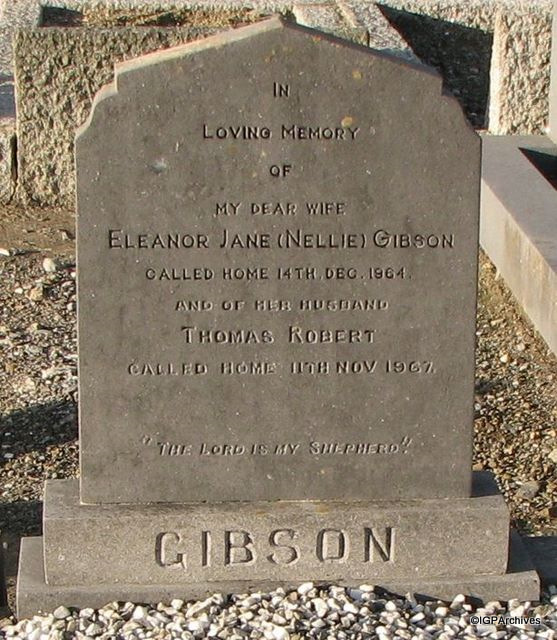 IN
LOVING MEMORY
OF
MY DEAR WIFE
ELEANOR JANE (NELLIE) GIBSON
CALLED HOME 14TH. DEC. 1964.
AND OF HER HUSBAND
THOMAS ROBERT
CALLED HOME 11TH NOV 1967.
"THE LORD IS MY SHEPHERD".
GIBSON
©IGPArchives